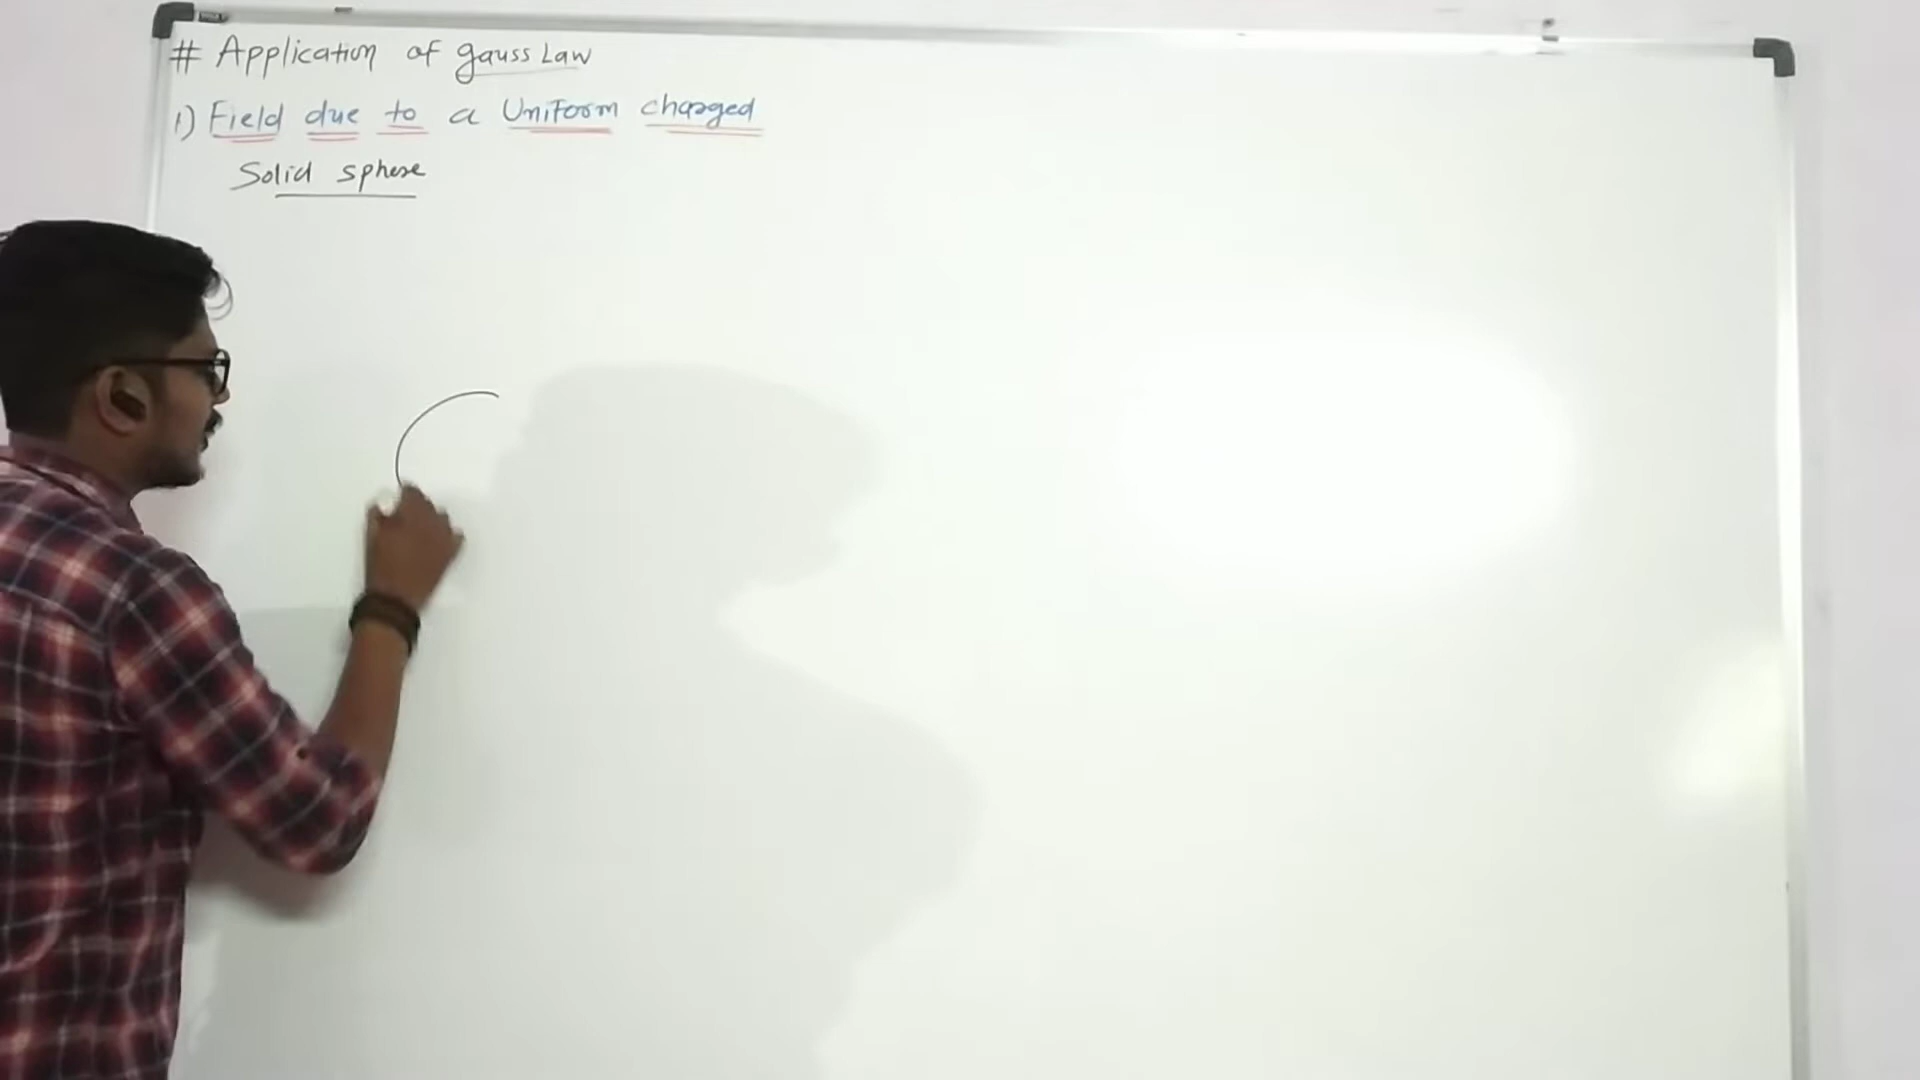 # Application of gauss Law
1) Field due to a Uniform charged
Solid sphere